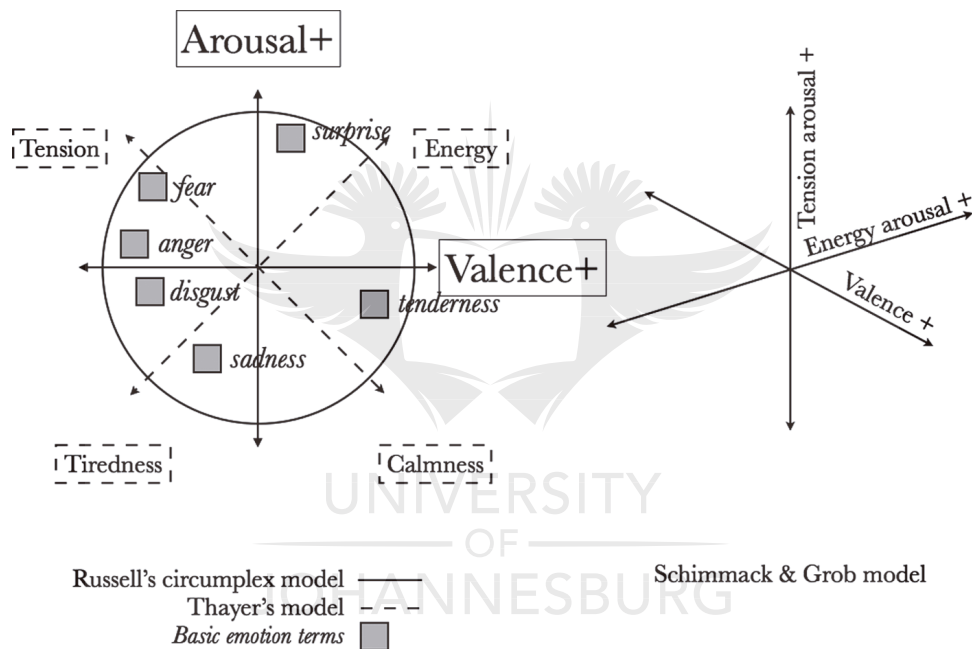 Arousal+
Tension
surprise
Energy
fear
anger
Valence+
disgust
tenderness
sadness
Tiredness
Calmness
Tension arousal +
Energy arousal +
Valence +
UNIVERSITY
OF
JOHANNESBURG
Russell's circumplex model
Thayer's model
Basic emotion terms
Schimmack & Grob model